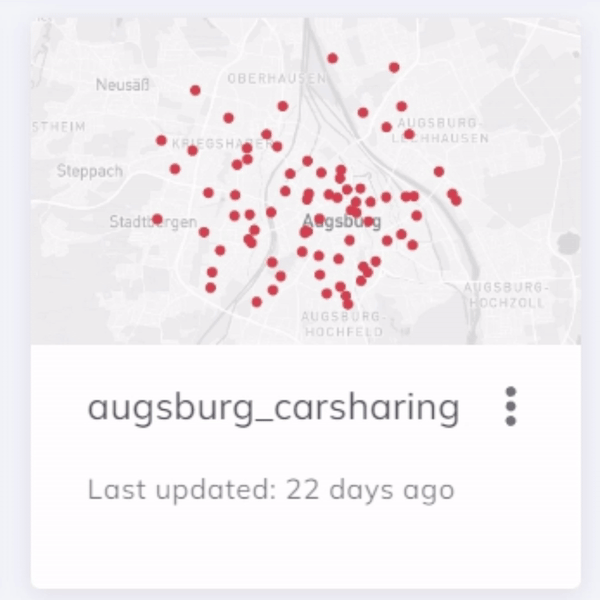 Neusäß
OBERHAUSEN
STHEIM
AUGSBURG-
LECHHAUSEN
KRIEGSHABER
Steppach
Stadtbergen
Augsburg
AUGSBURG-
HOCHZOLL
AUGSBURG-
HOCHFELD
augsburg_carsharing
Last updated: 22 days ago